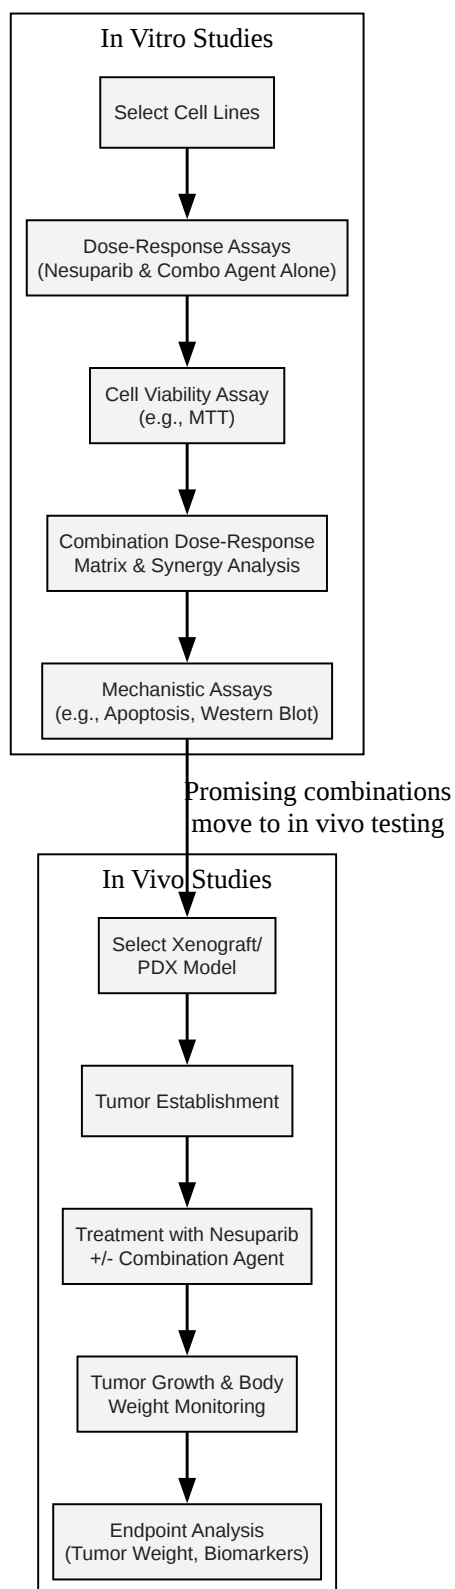 In Vitro Studies
Select Cell Lines
Dose-Response Assays
(Nesuparib & Combo Agent Alone)
Cell Viability Assay
(e.g., MTT)
Combination Dose-Response
Matrix & Synergy Analysis
Mechanistic Assays
(e.g., Apoptosis, Western Blot)
Promising combinations
move to in vivo testing
In Vivo Studies
Select Xenograft/
PDX Model
Tumor Establishment
Treatment with Nesuparib
+/- Combination Agent
Tumor Growth & Body
Weight Monitoring
Endpoint Analysis
(Tumor Weight, Biomarkers)